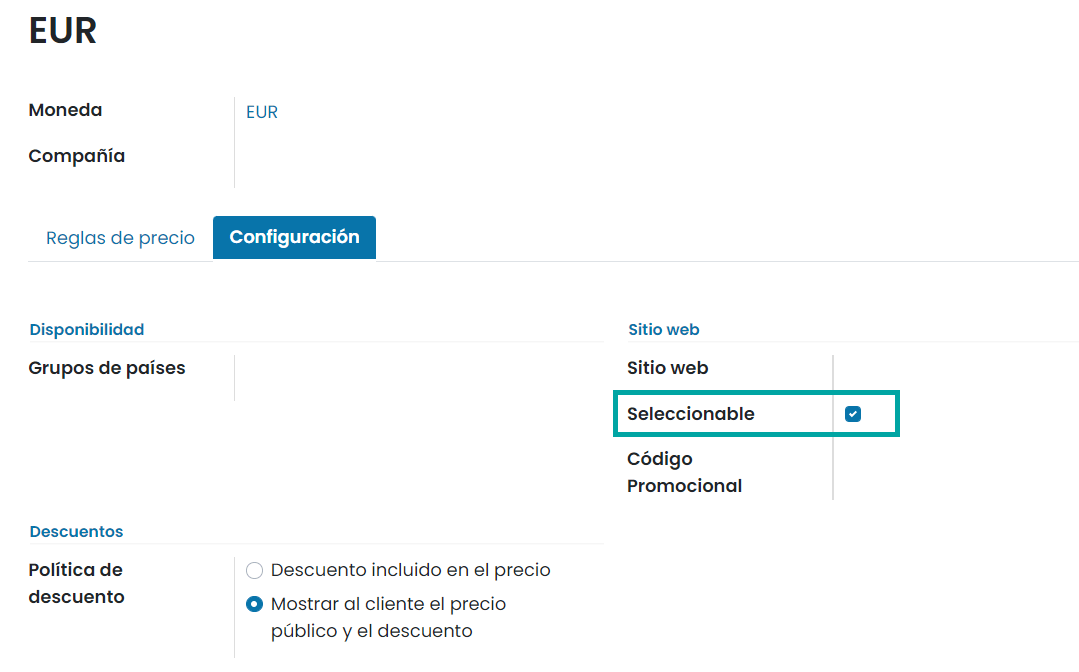 EUR
Moneda
EUR
Compañía
Reglas de precio
Configuración
Disponibilidad
Grupos de países
Sitio web
Sitio web
Seleccionable
Código
Promocional
Descuentos
Política de
descuento
Descuento incluido en el precio
Mostrar al cliente el precio
público y el descuento